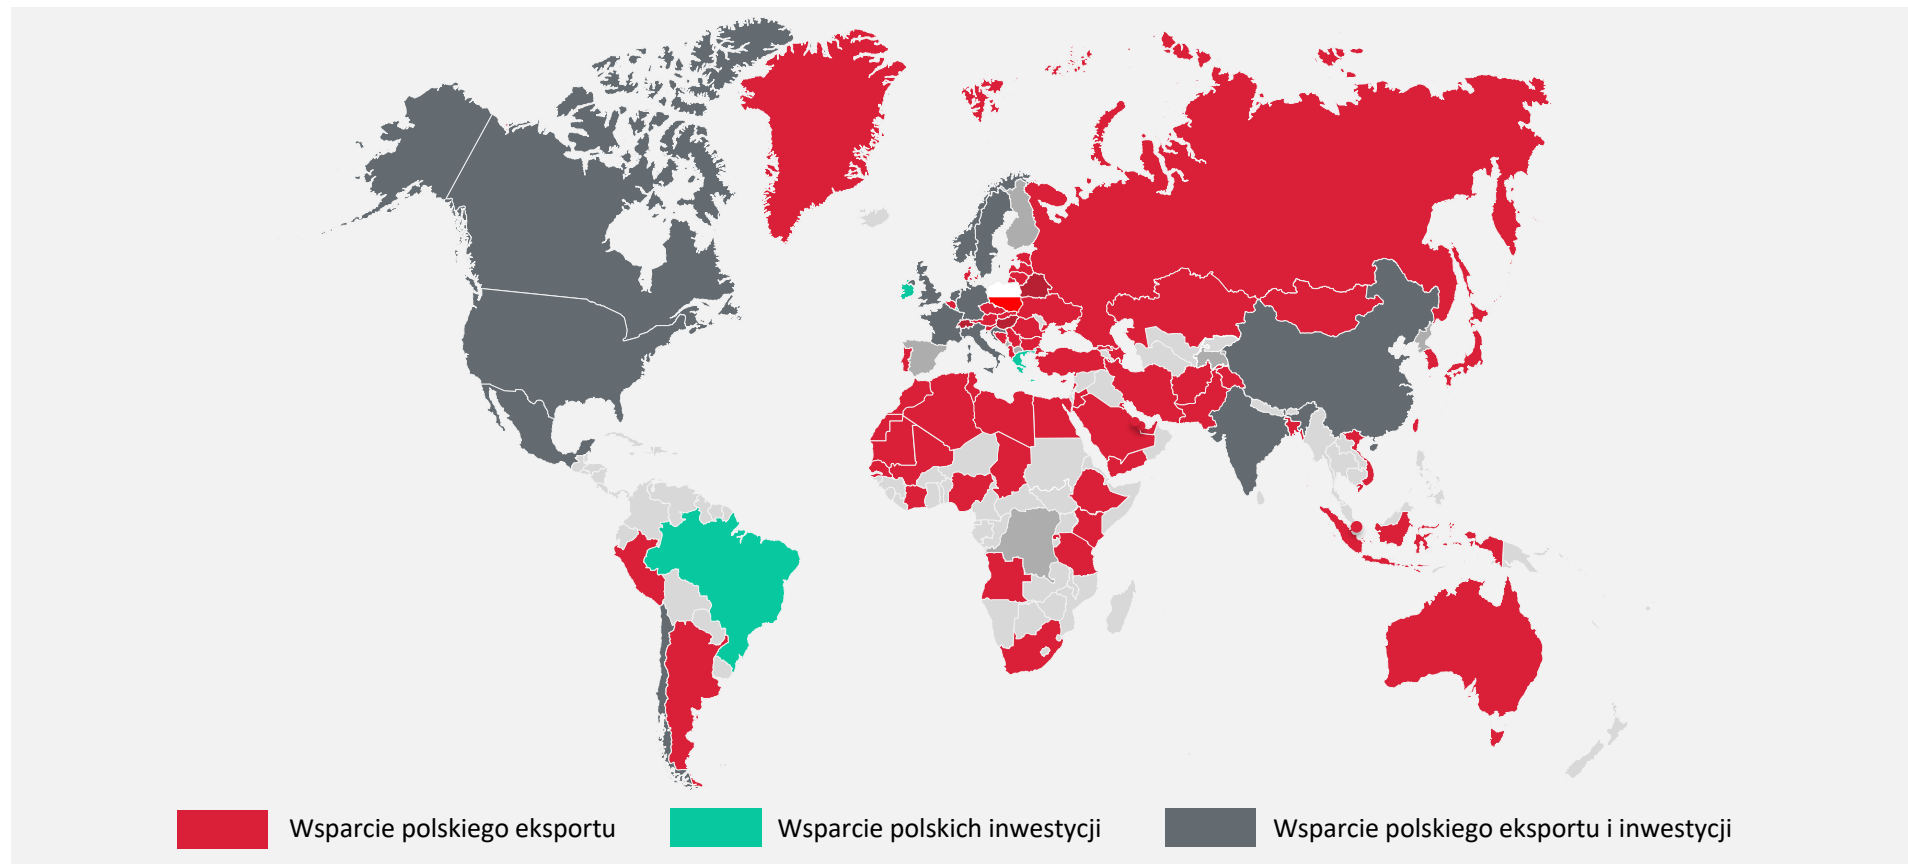 Wsparcie polskiego eksportu
Wsparcie polskich inwestycji
Wsparcie polskiego eksportu i inwestycji